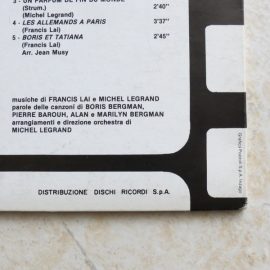 3 - UN PARFUM DE FIN DU MONDE
(Strum.) 2'40"
(Michel Legrand)
4 - LES ALLEMANDS A PARIS 3'37"
(Francis Lai)
5 - BORIS ET TATIANA 2'45"
(Francis Lai)
Arr. Jean Musy
musiche di FRANCIS LAI e MICHEL LEGRAND
parole delle canzoni di BORIS BERGMAN,
PIERRE BAROUH, ALAN e MARILYN BERGMAN
arrangiamenti e direzione orchestra di
MICHEL LEGRAND
DISTRIBUZIONE DISCHI RICORDI S.p.A.